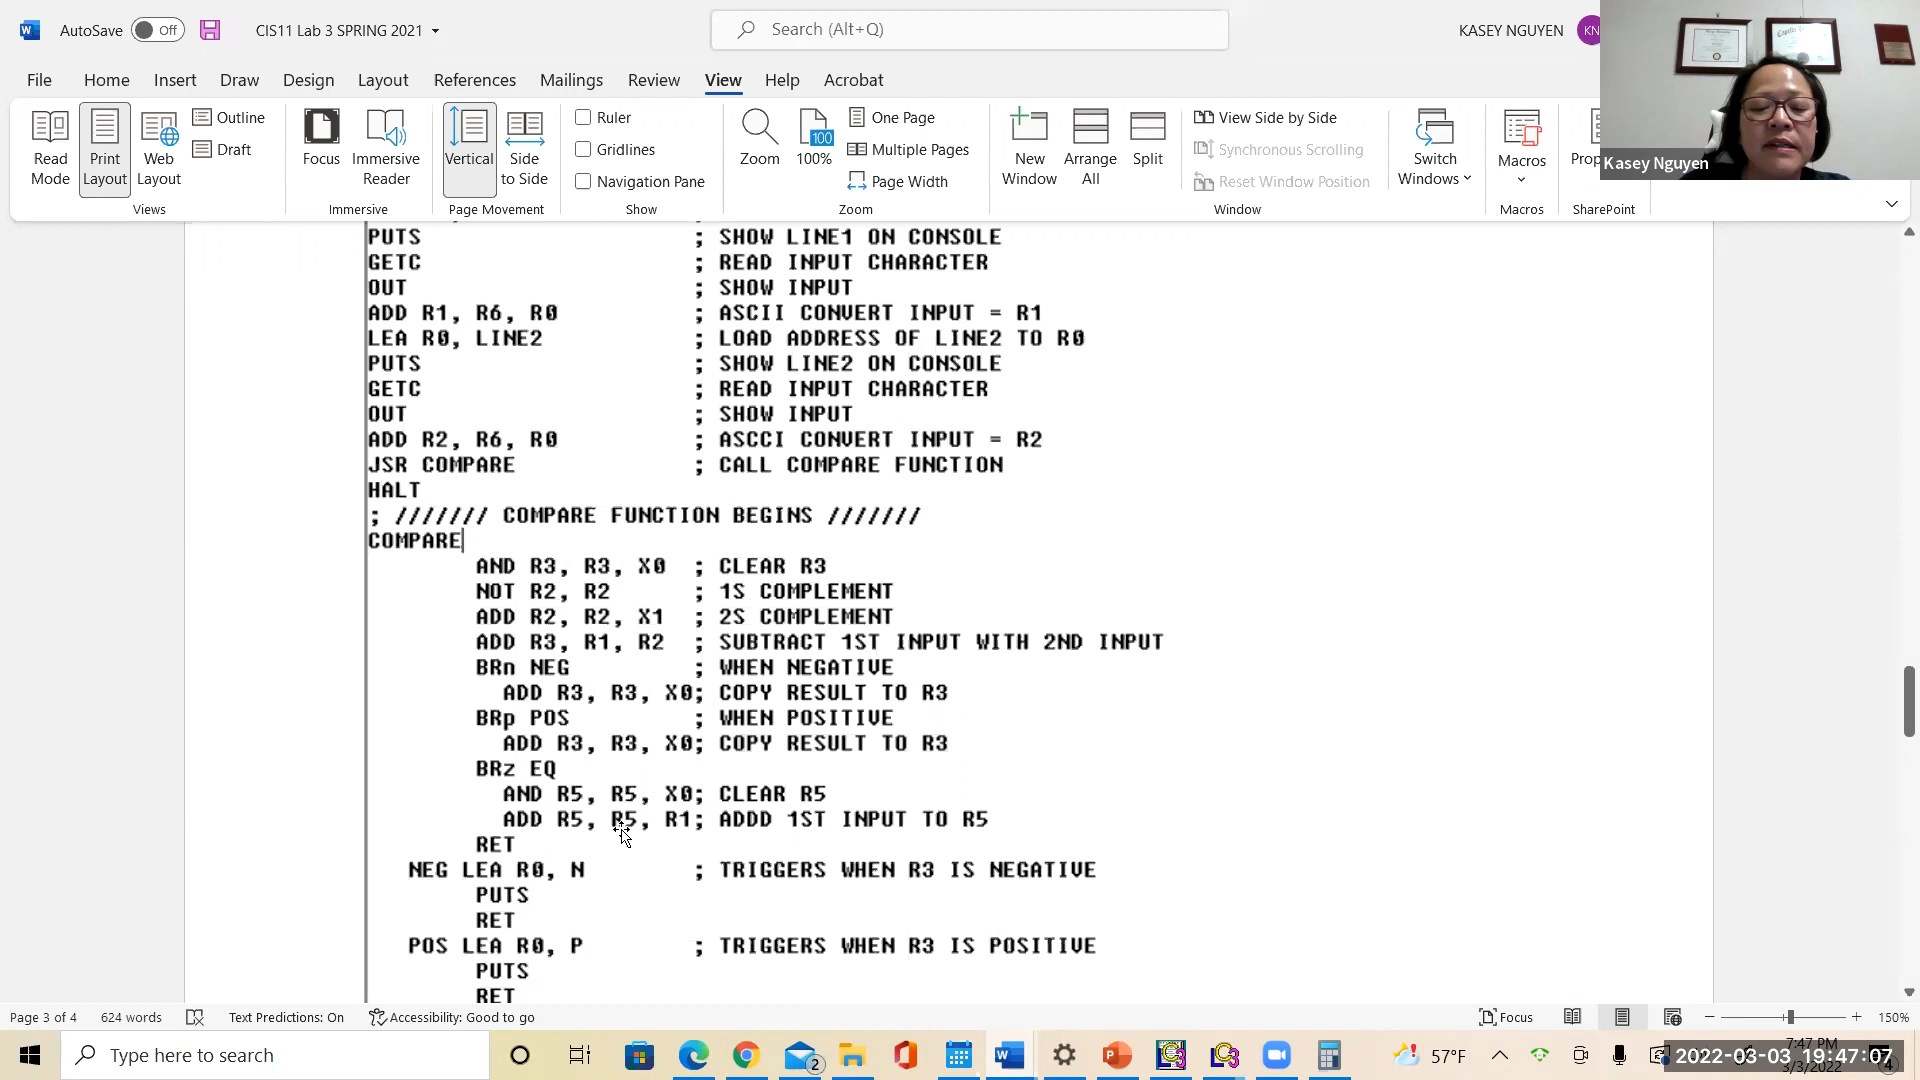 AutoSave Off CIS11 Lab 3 SPRING 2021 Search (Alt+Q) KASEY NGUYEN KN
File Home Insert Draw Design Layout References Mailings Review View Help Acrobat
Read Mode Print Layout Web Layout Outline Draft Views
Focus Immersive Reader Immersive
Vertical Side to Side Page Movement
Ruler Gridlines Navigation Pane Show
Zoom 100 100% One Page Multiple Pages Page Width Zoom
New Window Arrange All Split View Side by Side Synchronous Scrolling Reset Window Position Switch Windows Window
Macros Macros
SharePoint
Kasey Nguyen
PUTS ; SHOW LINE1 ON CONSOLE
GETC ; READ INPUT CHARACTER
OUT ; SHOW INPUT
ADD R1, R6, R0 ; ASCII CONVERT INPUT = R1
LEA R0, LINE2 ; LOAD ADDRESS OF LINE2 TO R0
PUTS ; SHOW LINE2 ON CONSOLE
GETC ; READ INPUT CHARACTER
OUT ; SHOW INPUT
ADD R2, R6, R0 ; ASCCI CONVERT INPUT = R2
JSR COMPARE ; CALL COMPARE FUNCTION
HALT
; /////// COMPARE FUNCTION BEGINS ///////
COMPARE
AND R3, R3, X0 ; CLEAR R3
NOT R2, R2 ; 1S COMPLEMENT
ADD R2, R2, X1 ; 2S COMPLEMENT
ADD R3, R1, R2 ; SUBTRACT 1ST INPUT WITH 2ND INPUT
BRn NEG ; WHEN NEGATIVE
ADD R3, R3, X0; COPY RESULT TO R3
BRp POS ; WHEN POSITIVE
ADD R3, R3, X0; COPY RESULT TO R3
BRz EQ
AND R5, R5, X0; CLEAR R5
ADD R5, R5, R1; ADDD 1ST INPUT TO R5
RET
NEG LEA R0, N ; TRIGGERS WHEN R3 IS NEGATIVE
PUTS
RET
POS LEA R0, P ; TRIGGERS WHEN R3 IS POSITIVE
PUTS
RET
Page 3 of 4 624 words Text Predictions: On Accessibility: Good to go Focus 150%
Type here to search 2 57°F 7:47 PM
3/3/2022 4
2022-03-03 19:47:07